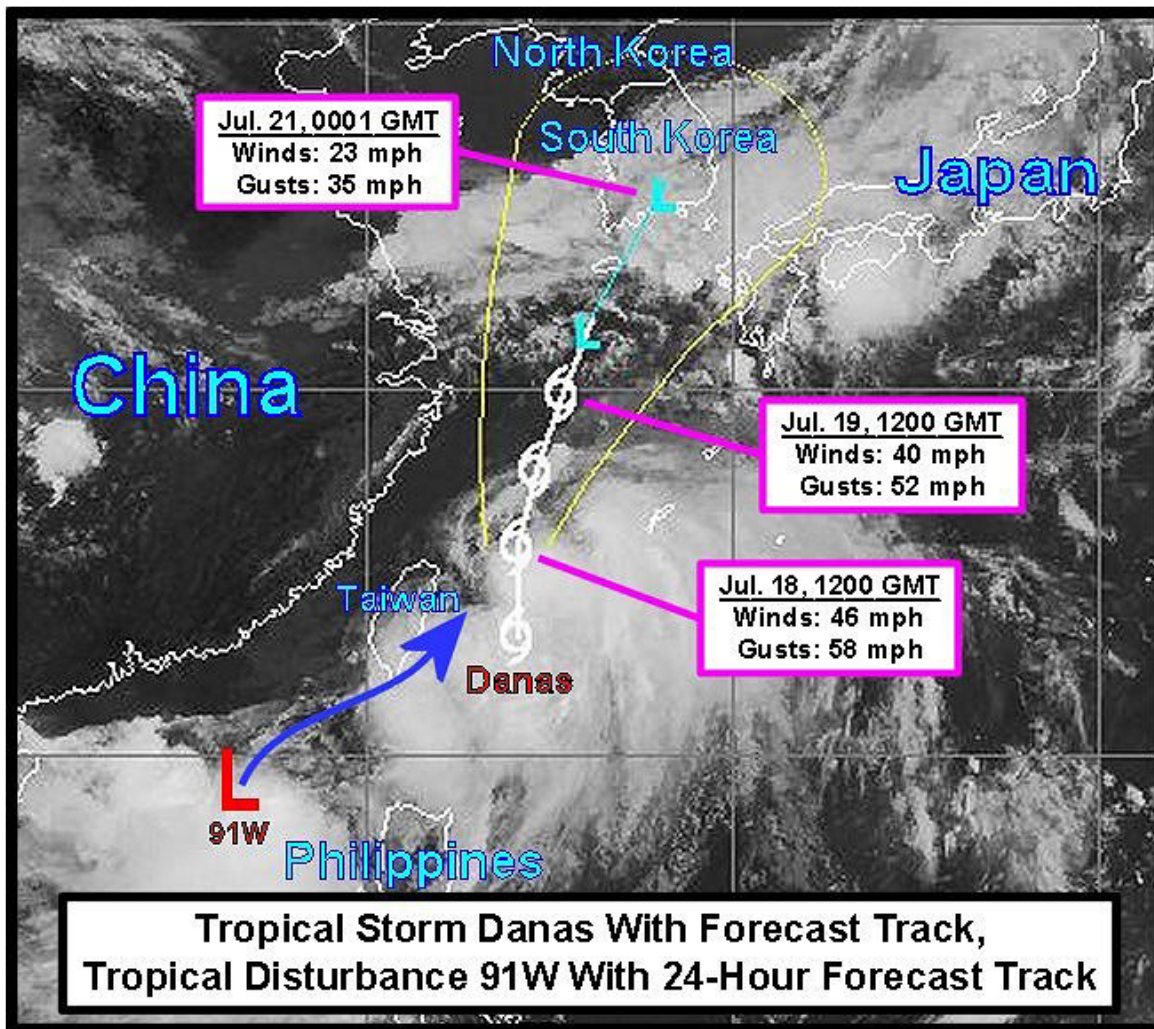 North Korea
Jul. 21, 0001 GMT
Winds: 23 mph
Gusts: 35 mph
South Korea
Japan
L
L
China
Jul. 19, 1200 GMT
Winds: 40 mph
Gusts: 52 mph
Jul. 18, 1200 GMT
Winds: 46 mph
Gusts: 58 mph
Taiwan
Danas
L
91W
Philippines
Tropical Storm Danas With Forecast Track,
Tropical Disturbance 91W With 24-Hour Forecast Track